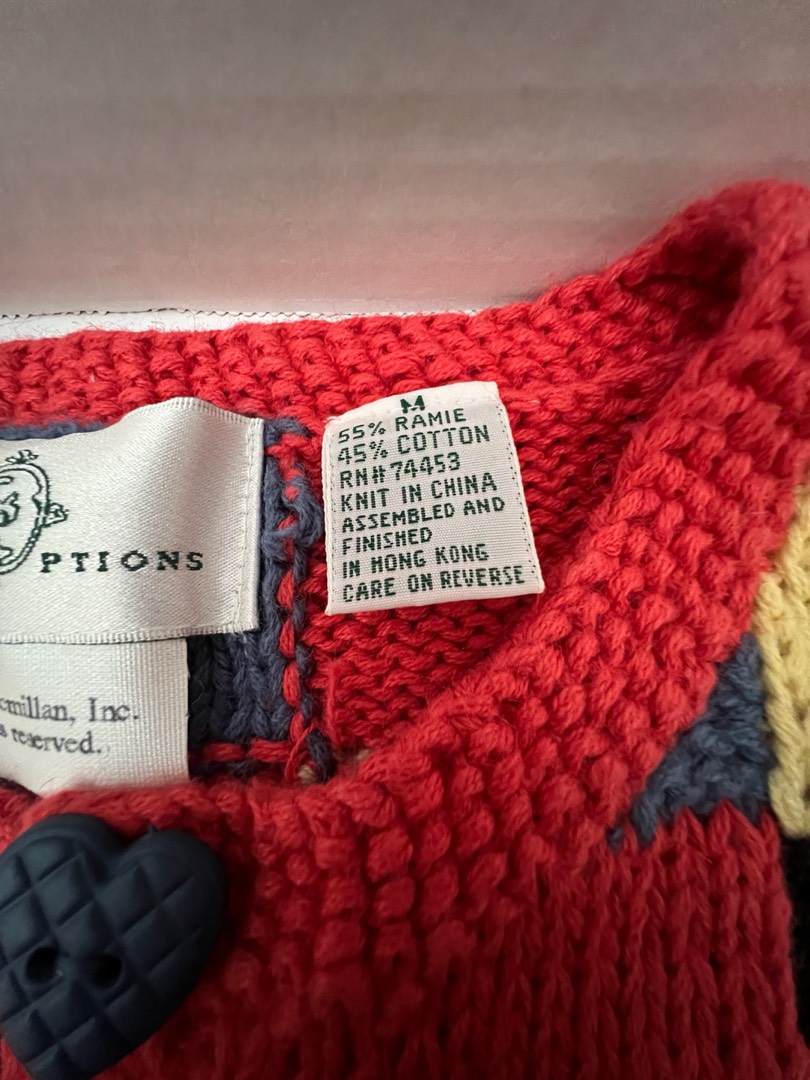 PTIONS
cmillan, Inc.
s reserved.
M
55% RAMIE
45% COTTON
RN# 74453
KNIT IN CHINA
ASSEMBLED AND
FINISHED
IN HONG KONG
CARE ON REVERSE